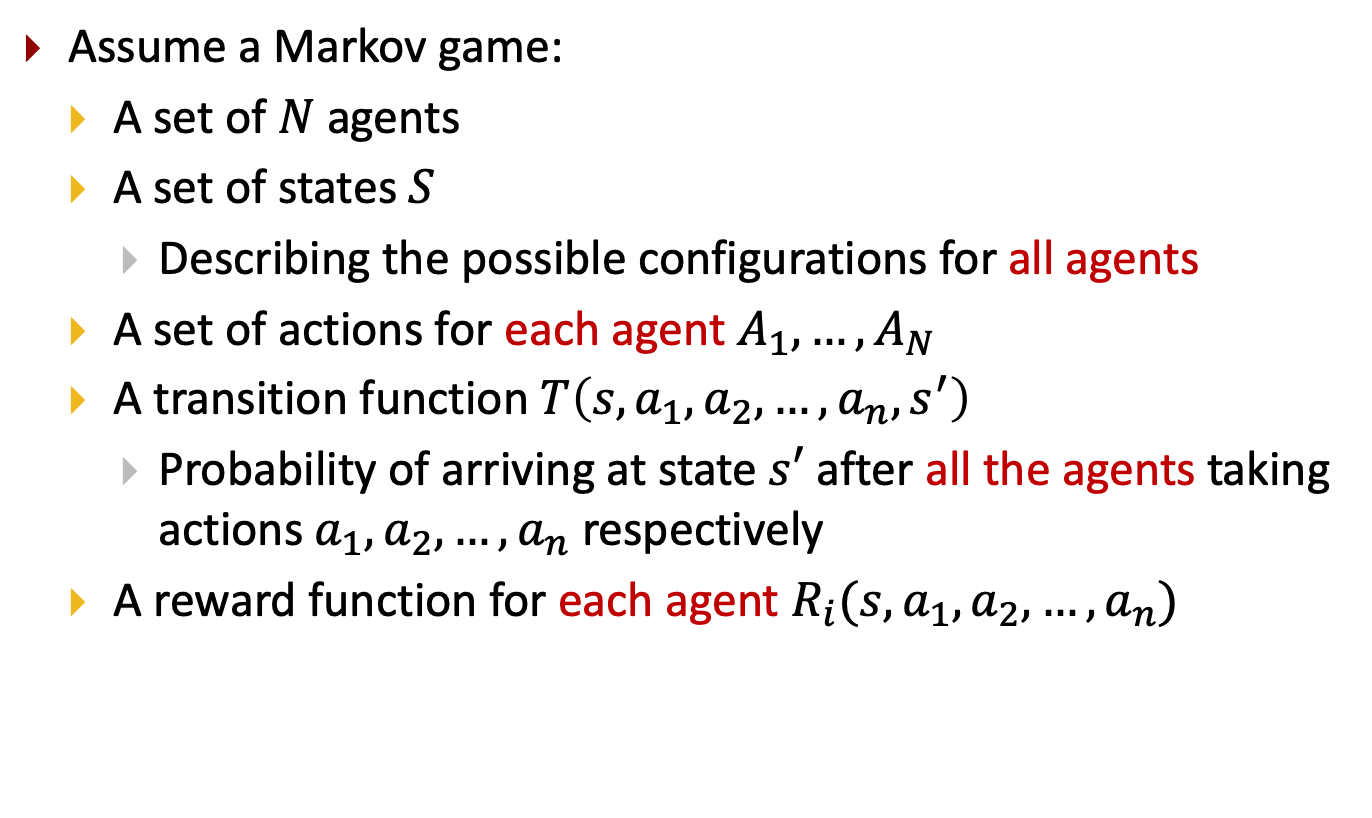 Assume a Markov game:
A set of N agents
A set of states S
Describing the possible configurations for all agents
A set of actions for each agent A₁, … , A_N
A transition function T(s, a₁, a₂, … , aₙ, s′)
Probability of arriving at state s′ after all the agents taking
actions a₁, a₂, … , aₙ respectively
A reward function for each agent Rᵢ(s, a₁, a₂, … , aₙ)